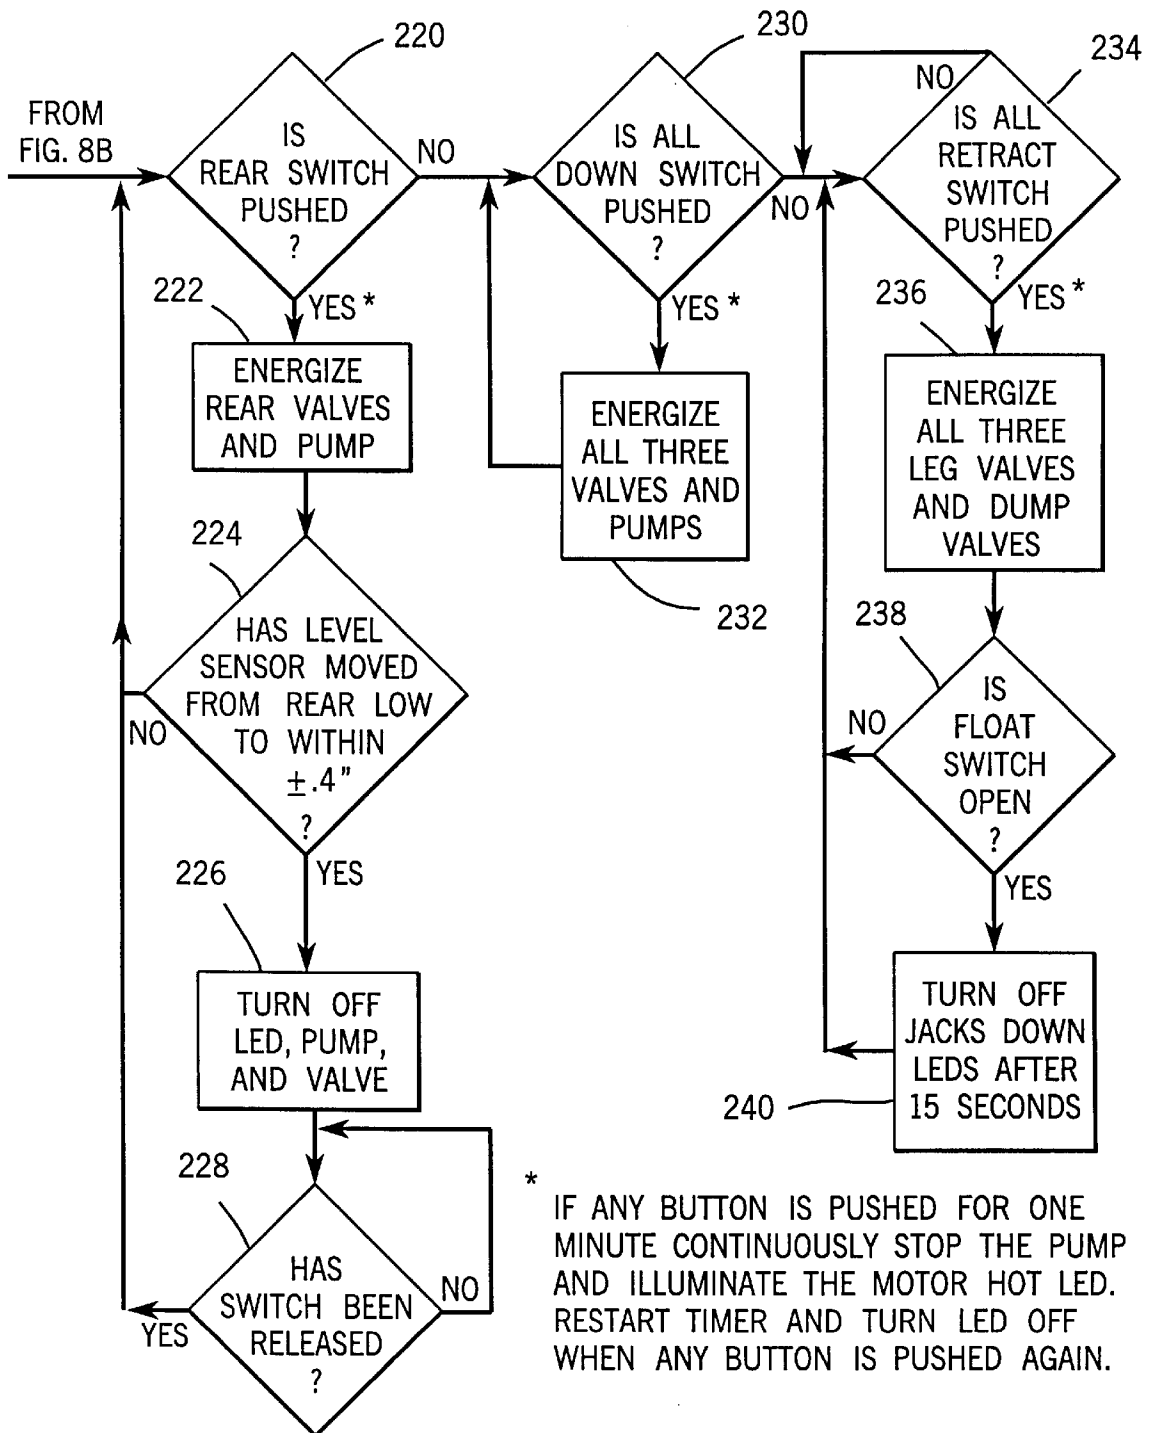 FROM
FIG. 8B
220
IS
REAR SWITCH
PUSHED
?
NO
YES *
222
ENERGIZE
REAR VALVES
AND PUMP
224
HAS LEVEL
SENSOR MOVED
FROM REAR LOW
TO WITHIN
±.4"
?
NO
YES
226
TURN OFF
LED, PUMP,
AND VALVE
228
HAS
SWITCH BEEN
RELEASED
?
NO
YES
230
IS ALL
DOWN SWITCH
PUSHED
?
NO
YES *
ENERGIZE
ALL THREE
VALVES AND
PUMPS
232
234
NO
IS ALL
RETRACT
SWITCH
PUSHED
?
YES *
236
ENERGIZE
ALL THREE
LEG VALVES
AND DUMP
VALVES
238
IS
FLOAT
SWITCH
OPEN
?
NO
YES
TURN OFF
JACKS DOWN
LEDS AFTER
15 SECONDS
240
*
IF ANY BUTTON IS PUSHED FOR ONE
MINUTE CONTINUOUSLY STOP THE PUMP
AND ILLUMINATE THE MOTOR HOT LED.
RESTART TIMER AND TURN LED OFF
WHEN ANY BUTTON IS PUSHED AGAIN.